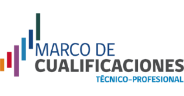 MARCO DE
CUALIFICACIONES
TÉCNICO-PROFESIONAL